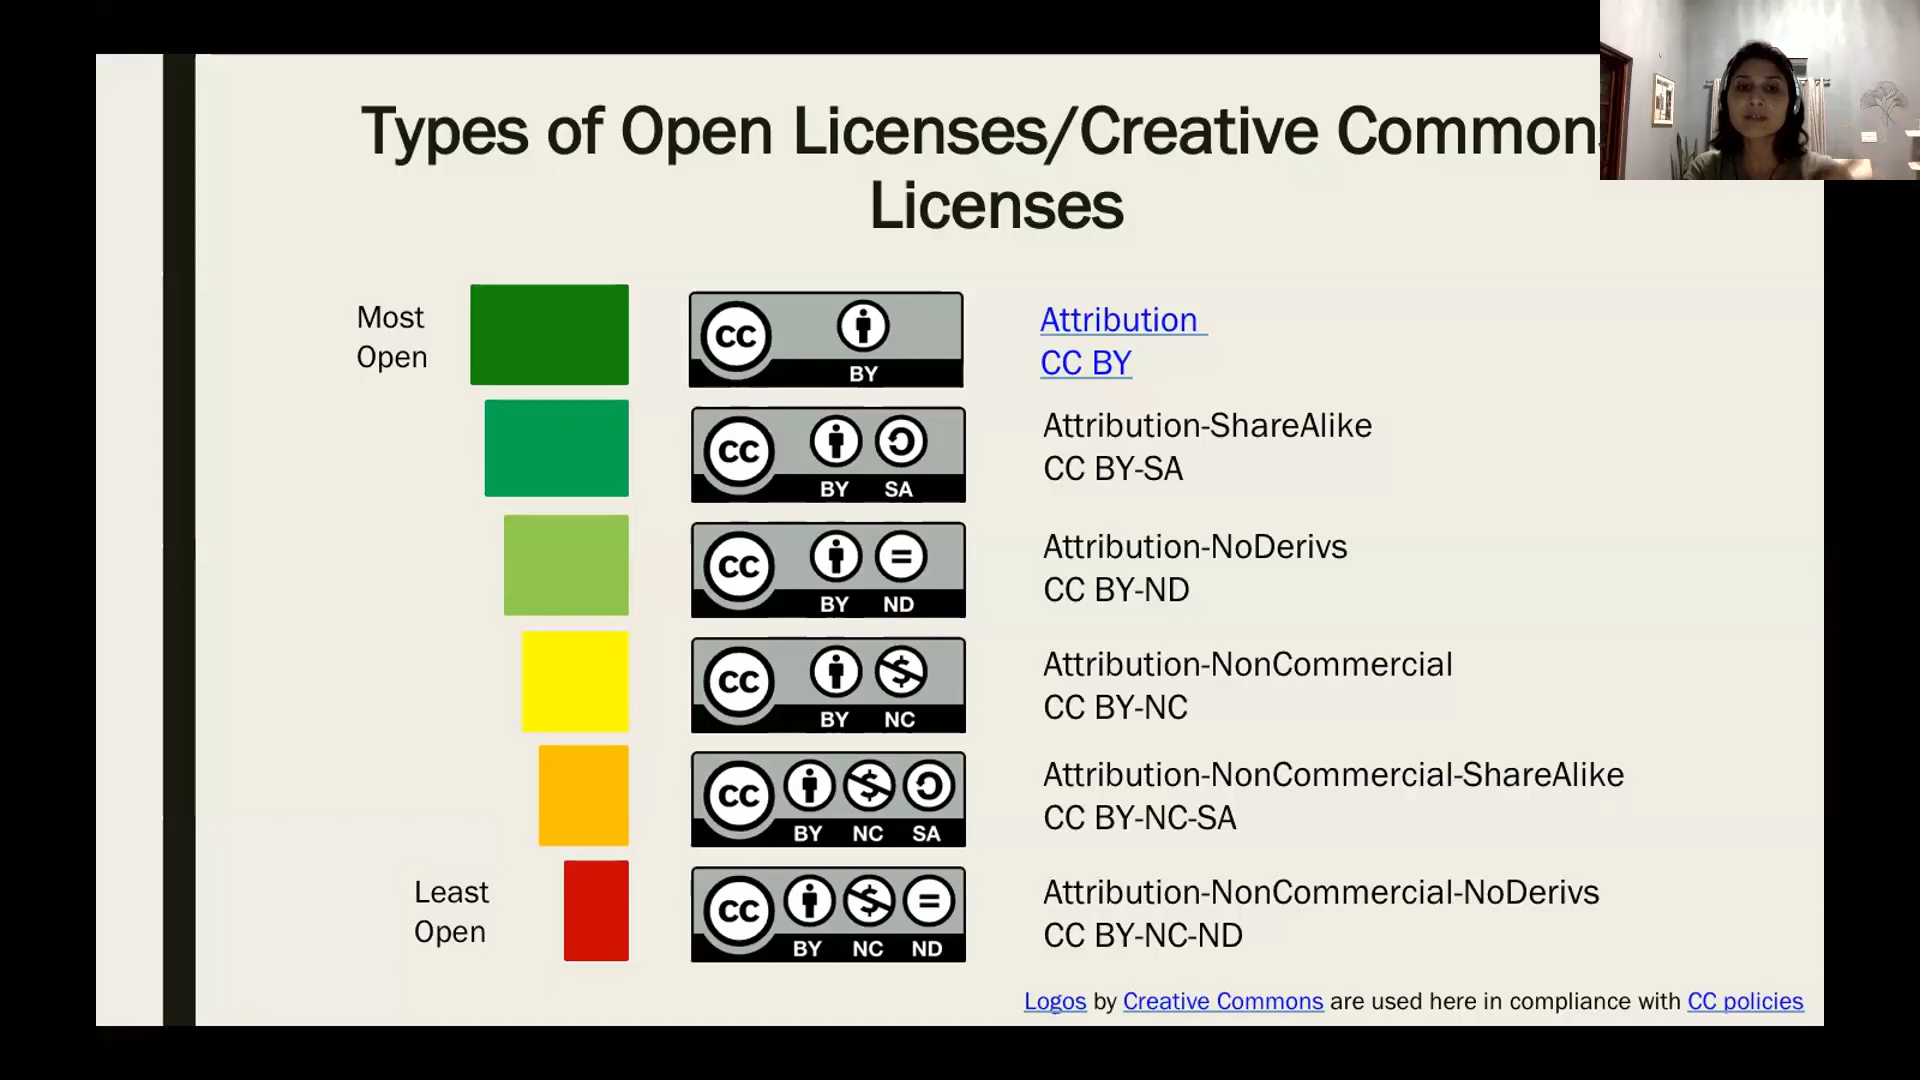 Types of Open Licenses/Creative Common
Licenses
Most
Open
CC
BY
Attribution
CC BY
CC
BY SA
Attribution-ShareAlike
CC BY-SA
CC
BY ND
Attribution-NoDerivs
CC BY-ND
CC
BY NC
Attribution-NonCommercial
CC BY-NC
CC
BY NC SA
Attribution-NonCommercial-ShareAlike
CC BY-NC-SA
Least
Open
CC
BY NC ND
Attribution-NonCommercial-NoDerivs
CC BY-NC-ND
Logos by Creative Commons are used here in compliance with CC policies